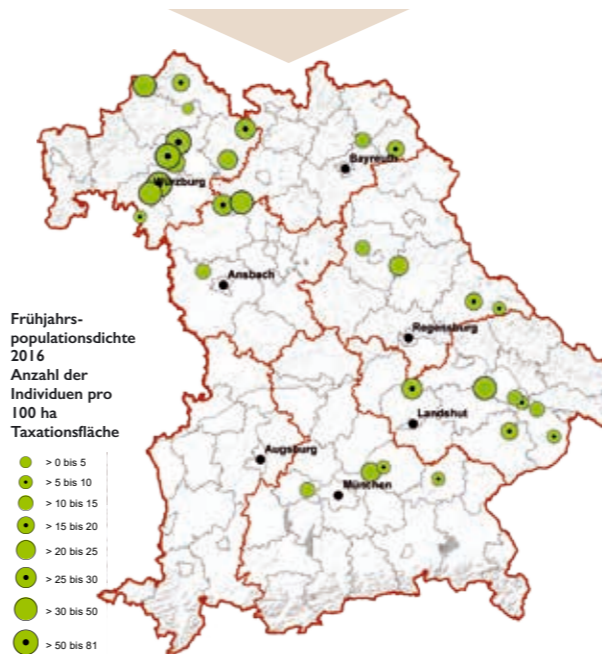 Bayreuth
Würzburg
Ansbach
Regensburg
Landshut
Augsburg
München
Frühjahrs-
populationsdichte
2016
Anzahl der
Individuen pro
100 ha
Taxationsfläche
> 0 bis 5
> 5 bis 10
> 10 bis 15
> 15 bis 20
> 20 bis 25
> 25 bis 30
> 30 bis 50
> 50 bis 81